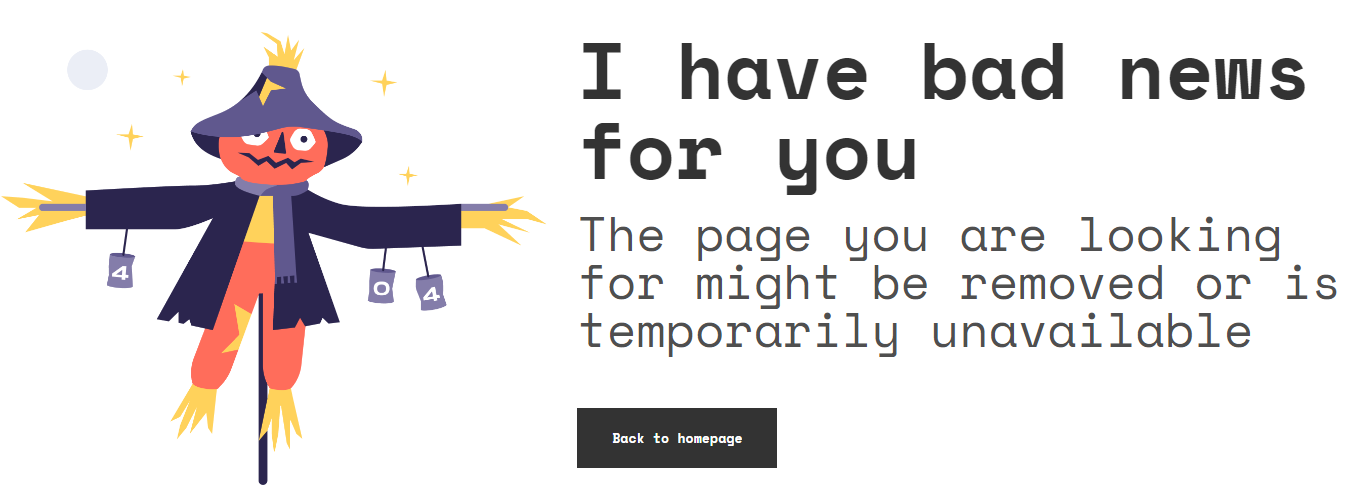 4
0
4
I have bad news
for you
The page you are looking
for might be removed or is
temporarily unavailable
Back to homepage